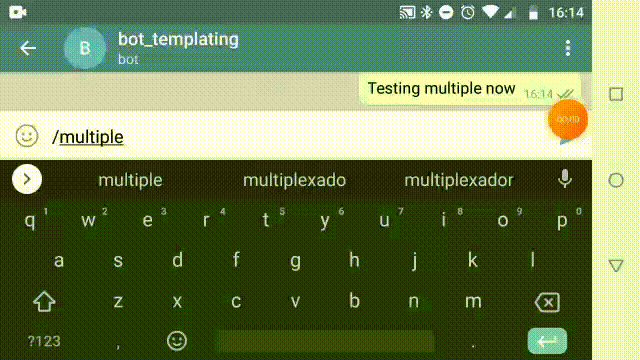 16:14
bot_templating
B
bot
Testing multiple now 16:14
/multiple
multiple multiplexado multiplexador
q 1 w 2 e 3 r 4 t 5 y 6 u 7 i 8 o 9 p 0
a s d f g h j k l
z x c v b n m
?123 , .